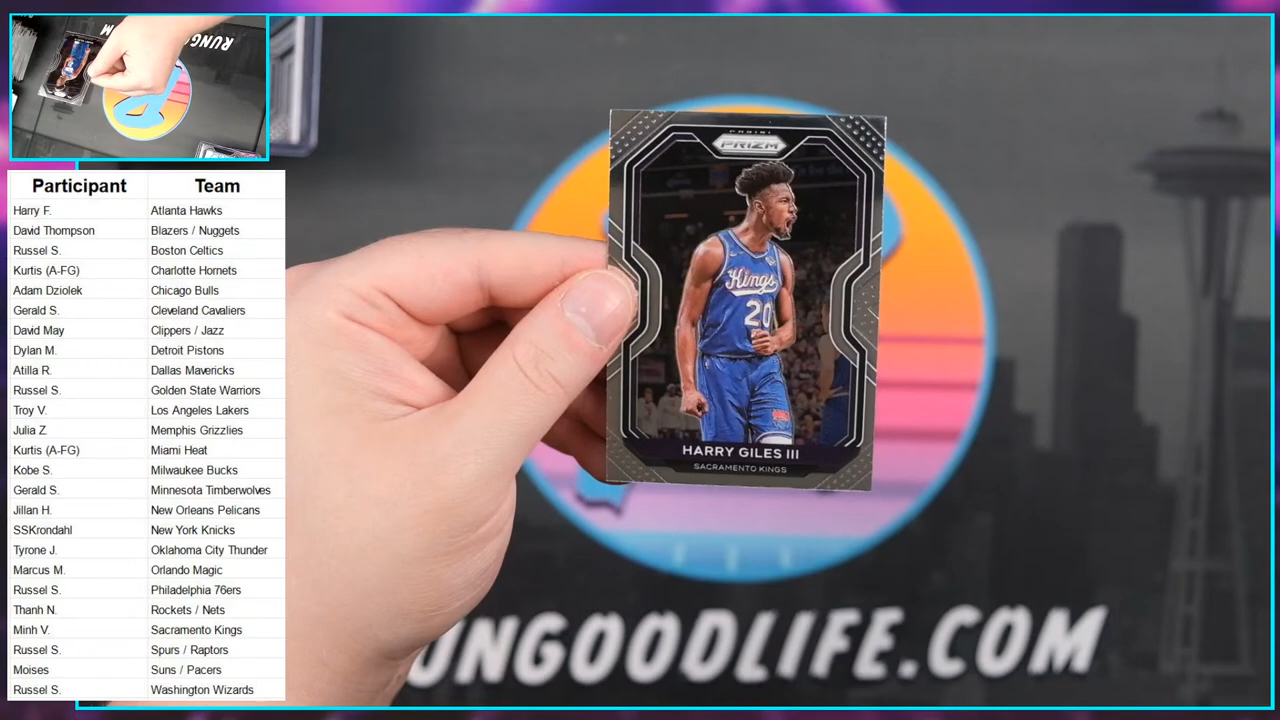 RUNGOOD
M
Participant Team
Harry F. Atlanta Hawks
David Thompson Blazers / Nuggets
Russel S. Boston Celtics
Kurtis (A-FG) Charlotte Hornets
Adam Dziolek Chicago Bulls
Gerald S. Cleveland Cavaliers
David May Clippers / Jazz
Dylan M. Detroit Pistons
Atilla R. Dallas Mavericks
Russel S. Golden State Warriors
Troy V. Los Angeles Lakers
Julia Z Memphis Grizzlies
Kurtis (A-FG) Miami Heat
Kobe S. Milwaukee Bucks
Gerald S. Minnesota Timberwolves
Jillan H. New Orleans Pelicans
SSKrondahl New York Knicks
Tyrone J. Oklahoma City Thunder
Marcus M. Orlando Magic
Russel S. Philadelphia 76ers
Thanh N. Rockets / Nets
Minh V. Sacramento Kings
Russel S. Spurs / Raptors
Moises Suns / Pacers
Russel S. Washington Wizards
PANINI
PRIZM
Kings
20
HARRY GILES III
SACRAMENTO KINGS
UNGOODLIFE.COM